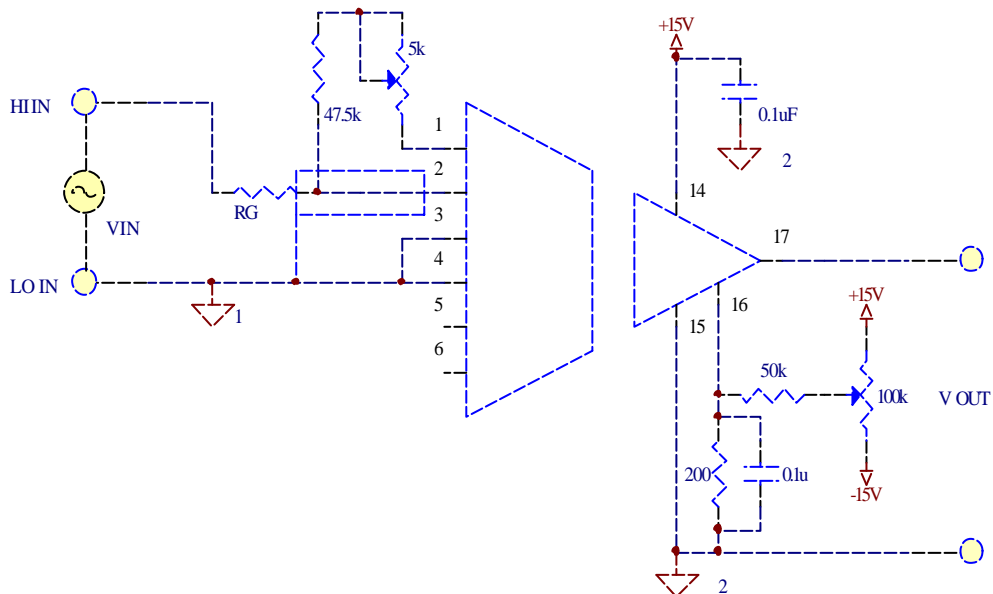 +15V
5k
HI IN
47.5k
0.1uF
1
2
2
14
3
RG
VIN
17
4
LO IN
16
5
+15V
1
15
6
50k
100k
V OUT
200
0.1u
-15V
2